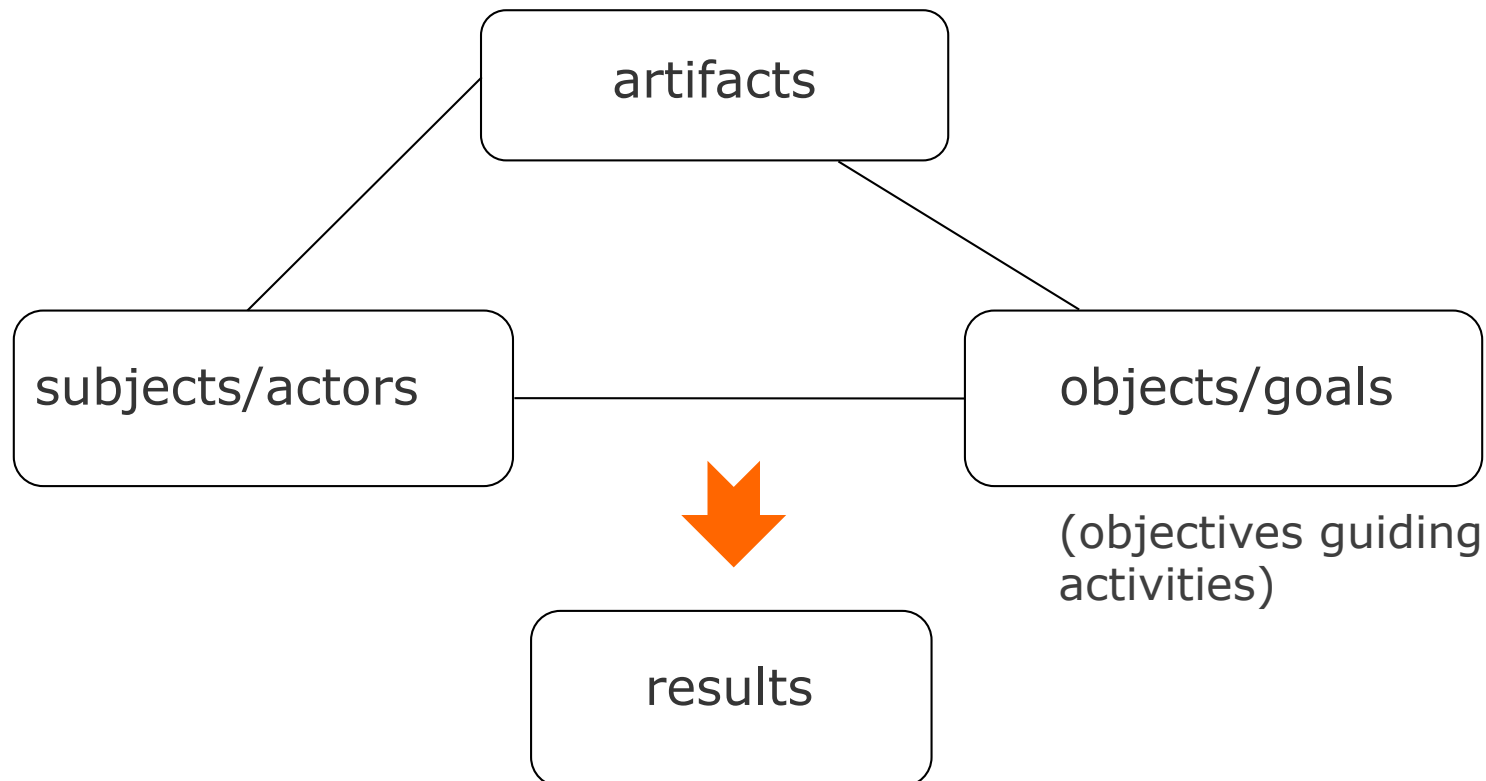 artifacts
subjects/actors
objects/goals
(objectives guiding
activities)
results